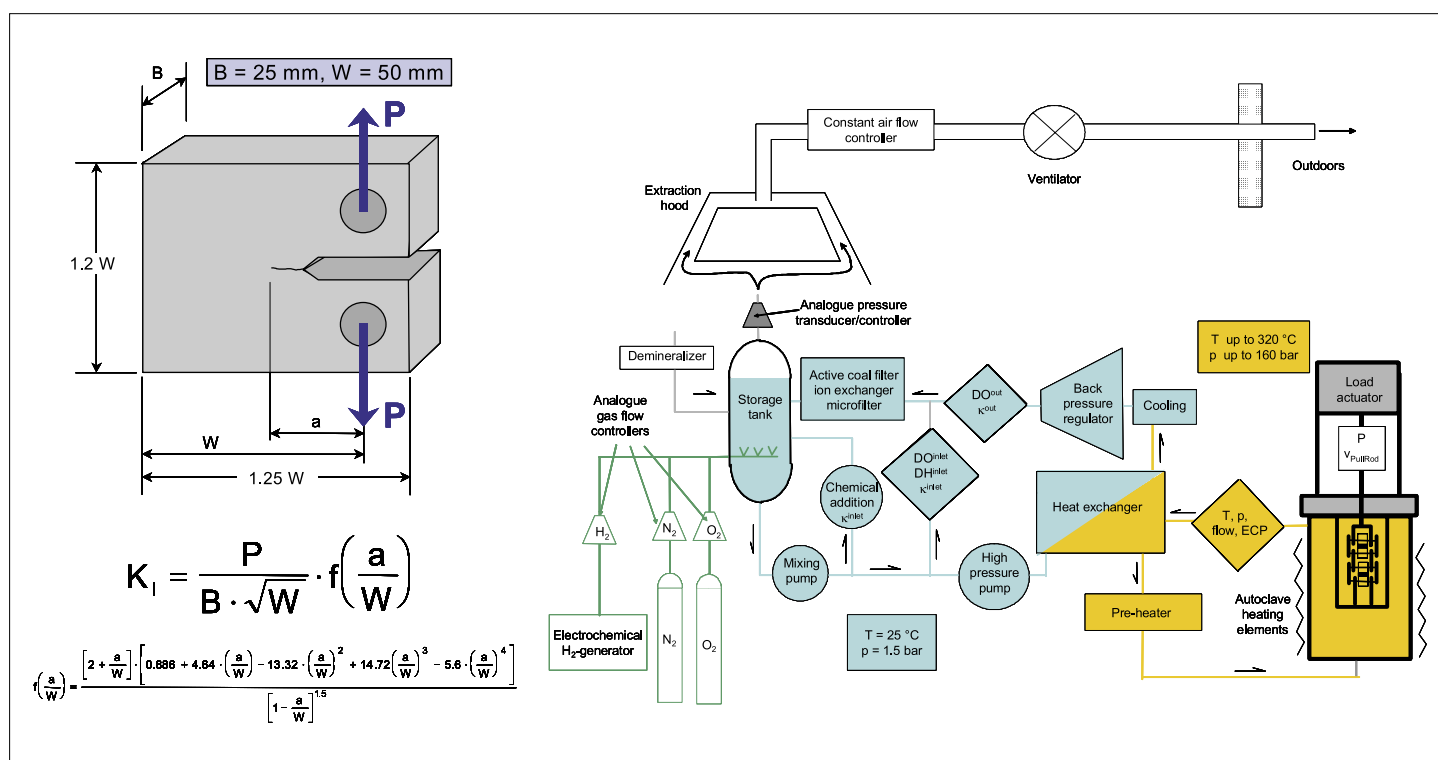 B
B = 25 mm, W = 50 mm
P
1.2 W
P
a
W
1.25 W
K_I = P / (B · √W) · f(a/W)
f(a/W) = [2 + a/W] · [0.686 + 4.64 · (a/W) − 13.32 · (a/W)^2 + 14.72(a/W)^3 − 5.6 · (a/W)^4] / [1 − a/W]^1.5
Constant air flow
controller
Ventilator
Outdoors
Extraction
hood
Analogue pressure
transducer/controller
Demineralizer
Storage
tank
Active coal filter
ion exchanger
microfilter
DO^out
κ^out
Back
pressure
regulator
Cooling
T up to 320 °C
p up to 160 bar
Load
actuator
P
V_PullRod
Analogue
gas flow
controllers
DO^inlet
DH^inlet
κ^inlet
Chemical
addition
κ^inlet
Heat exchanger
T, p,
flow, ECP
H₂
N₂
O₂
Mixing
pump
High
pressure
pump
Pre-heater
Autoclave
heating
elements
Electrochemical
H₂-generator
N₂
O₂
T = 25 °C
p = 1.5 bar